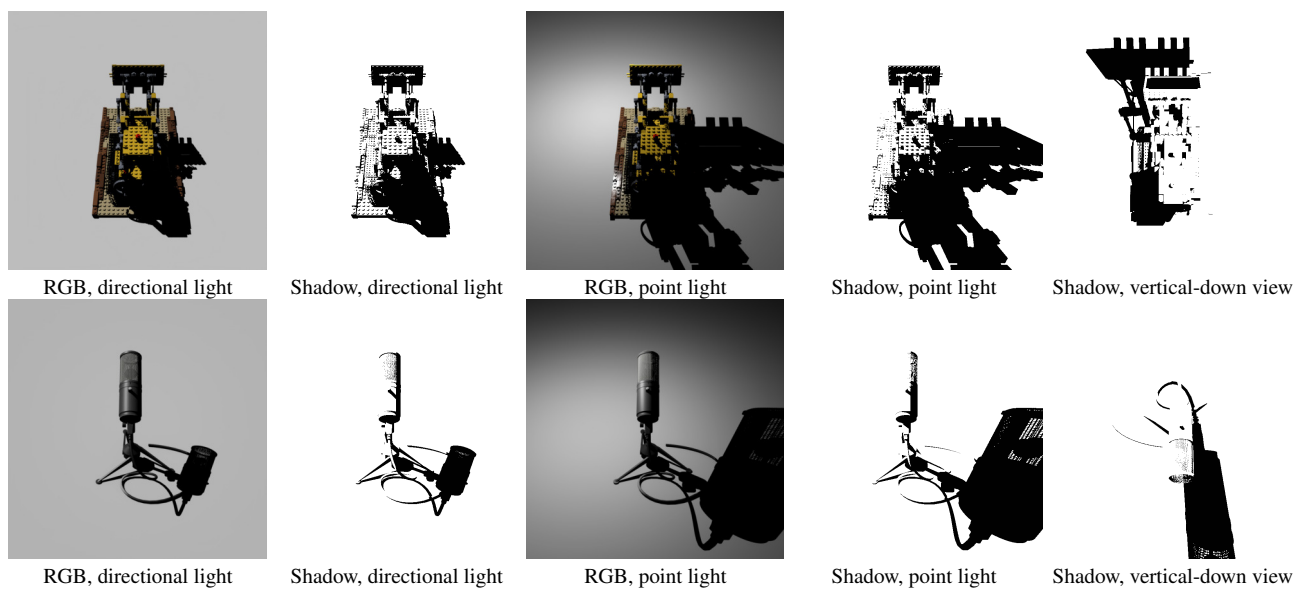 RGB, directional light
Shadow, directional light
RGB, point light
Shadow, point light
Shadow, vertical-down view
RGB, directional light
Shadow, directional light
RGB, point light
Shadow, point light
Shadow, vertical-down view